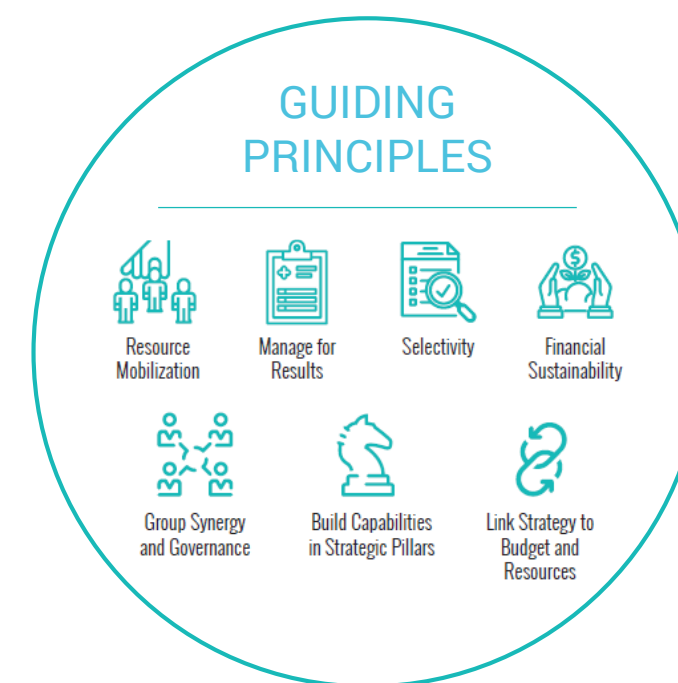 GUIDING
PRINCIPLES
Resource
Mobilization
Manage for
Results
Selectivity
Financial
Sustainability
Group Synergy
and Governance
Build Capabilities
in Strategic Pillars
Link Strategy to
Budget and
Resources